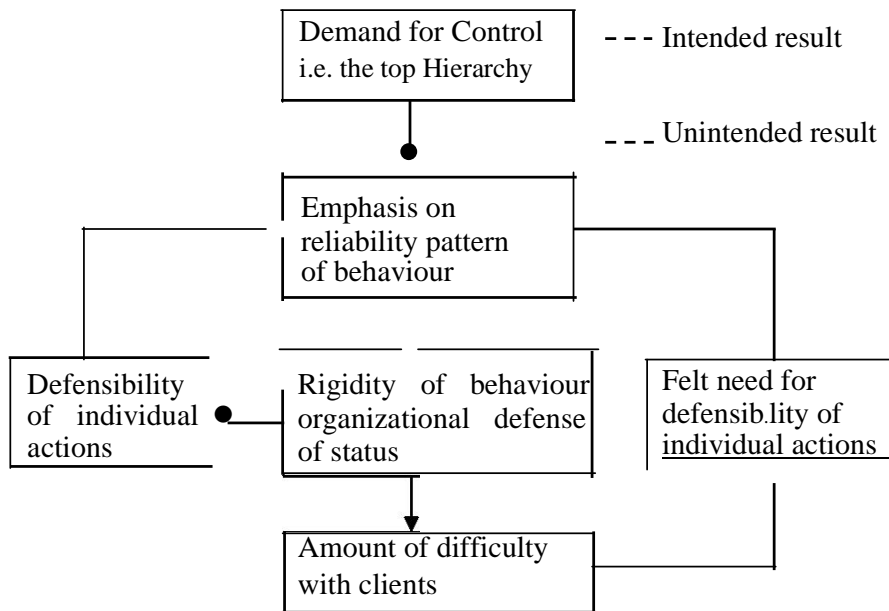 Demand for Control
i.e. the top Hierarchy
--- Intended result
--- Unintended result
Emphasis on
reliability pattern
of behaviour
Defensibility
of individual
actions
Rigidity of behaviour
organizational defense
of status
Felt need for
defensib.lity of
individual actions
Amount of difficulty
with clients